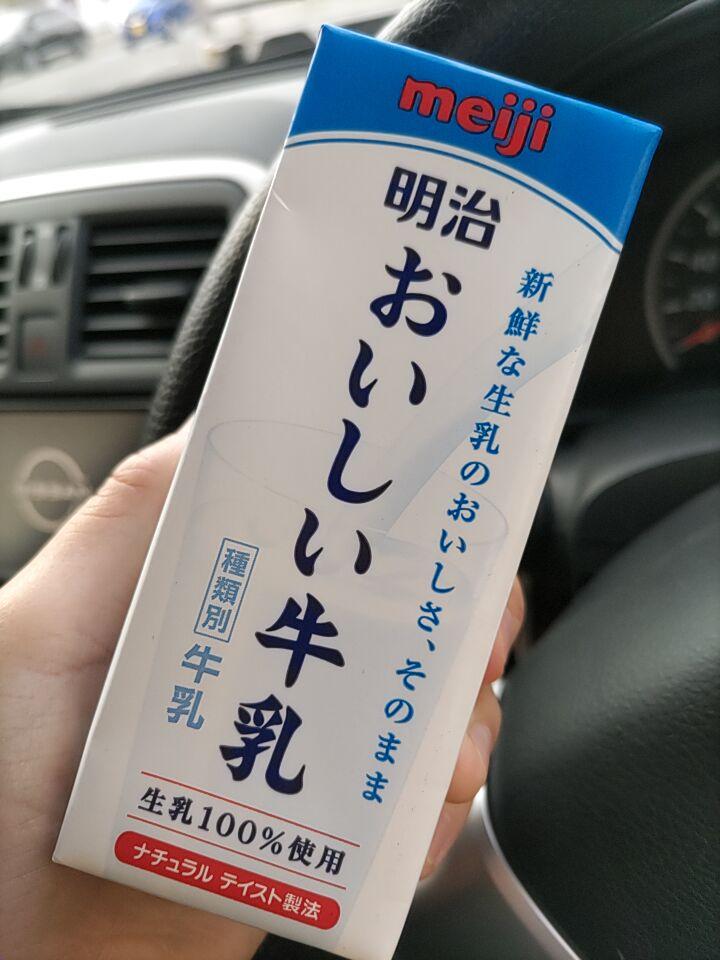 meiji
明治
おいしい牛乳
新鮮な生乳のおいしさ、そのまま
種類別
牛乳
生乳100%使用
ナチュラル テイスト製法